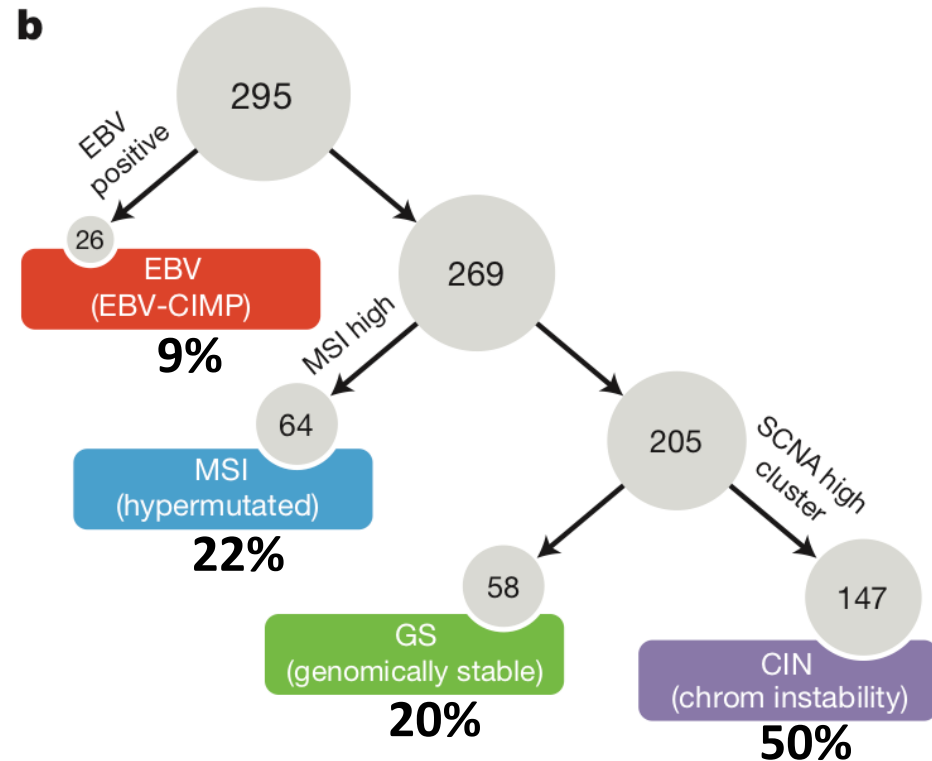 b
295
EBV
positive
26
EBV
(EBV-CIMP)
9%
269
MSI high
64
MSI
(hypermutated)
22%
205
SCNA high
cluster
58
GS
(genomically stable)
20%
147
CIN
(chrom instability)
50%